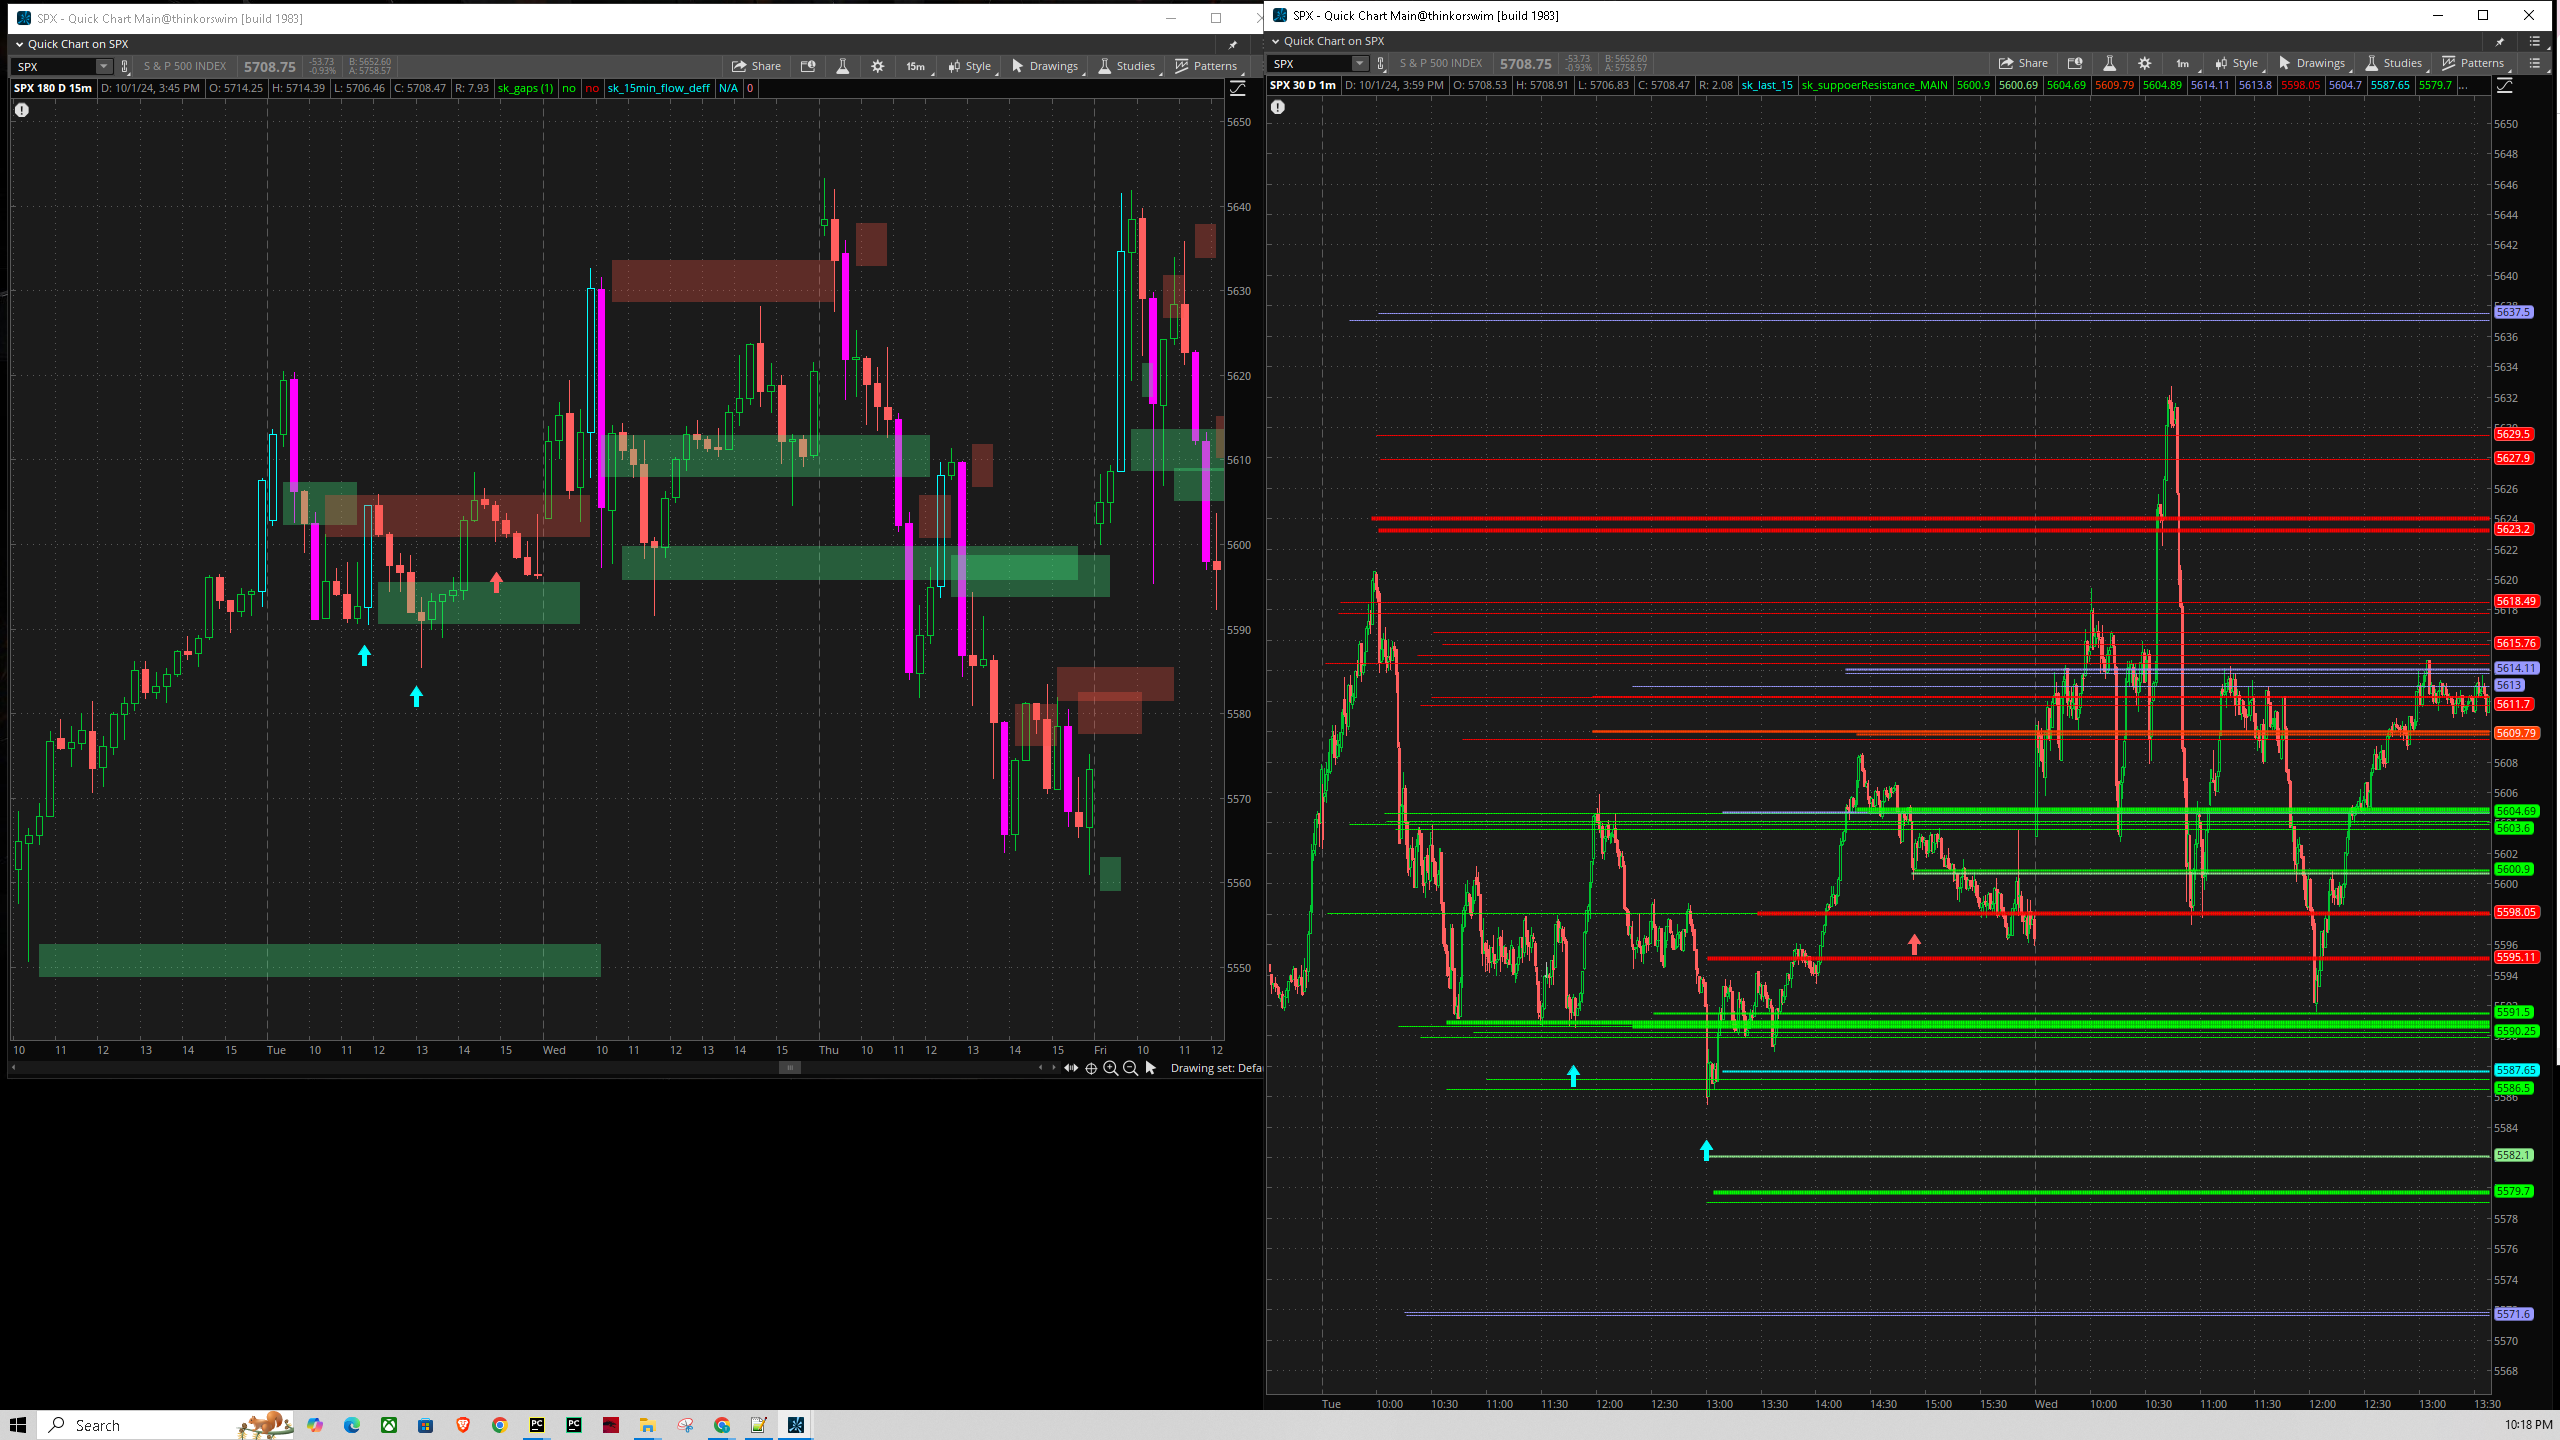 SPX - Quick Chart Main@thinkorswim [build 1983]
Quick Chart on SPX
SPX
S & P 500 INDEX
5708.75
-53.73
-0.93%
B: 5652.60
A: 5758.57
Share
15m
Style
Drawings
Studies
Patterns
SPX 180 D 15m
D: 10/1/24, 3:45 PM
O: 5714.25
H: 5714.39
L: 5706.46
C: 5708.47
R: 7.93
sk_gaps (1)
no
no
sk_15min_flow_deff
N/A
0
5650
5640
5630
5620
5610
5600
5590
5580
5570
5560
5550
10 11 12 13 14 15 Tue 10 11 12 13 14 15 Wed 10 11 12 13 14 15 Thu 10 11 12 13 14 15 Fri 10 11 12
Drawing set: Defa
SPX - Quick Chart Main@thinkorswim [build 1983]
Quick Chart on SPX
SPX
S & P 500 INDEX
5708.75
-53.73
-0.93%
B: 5652.60
A: 5758.57
Share
1m
Style
Drawings
Studies
Patterns
SPX 30 D 1m
D: 10/1/24, 3:59 PM
O: 5708.53
H: 5708.91
L: 5706.83
C: 5708.47
R: 2.08
sk_last_15
sk_suppoerResistance_MAIN
5600.9
5600.69
5604.69
5609.79
5604.89
5614.11
5613.8
5598.05
5604.7
5587.65
5579.7
...
5650
5648
5646
5644
5642
5640
5637.5
5636
5634
5632
5629.5
5627.9
5626
5624
5623.2
5622
5620
5618.49
5618
5615.76
5614.11
5613
5611.7
5609.79
5608
5606
5604.69
5603.6
5602
5600.9
5600
5598.05
5596
5595.11
5594
5591.5
5590.25
5587.65
5586.5
5586
5584
5582.1
5579.7
5578
5576
5574
5571.6
5570
5568
Tue 10:00 10:30 11:00 11:30 12:00 12:30 13:00 13:30 14:00 14:30 15:00 15:30 Wed 10:00 10:30 11:00 11:30 12:00 12:30 13:00 13:30
Search
10:18 PM